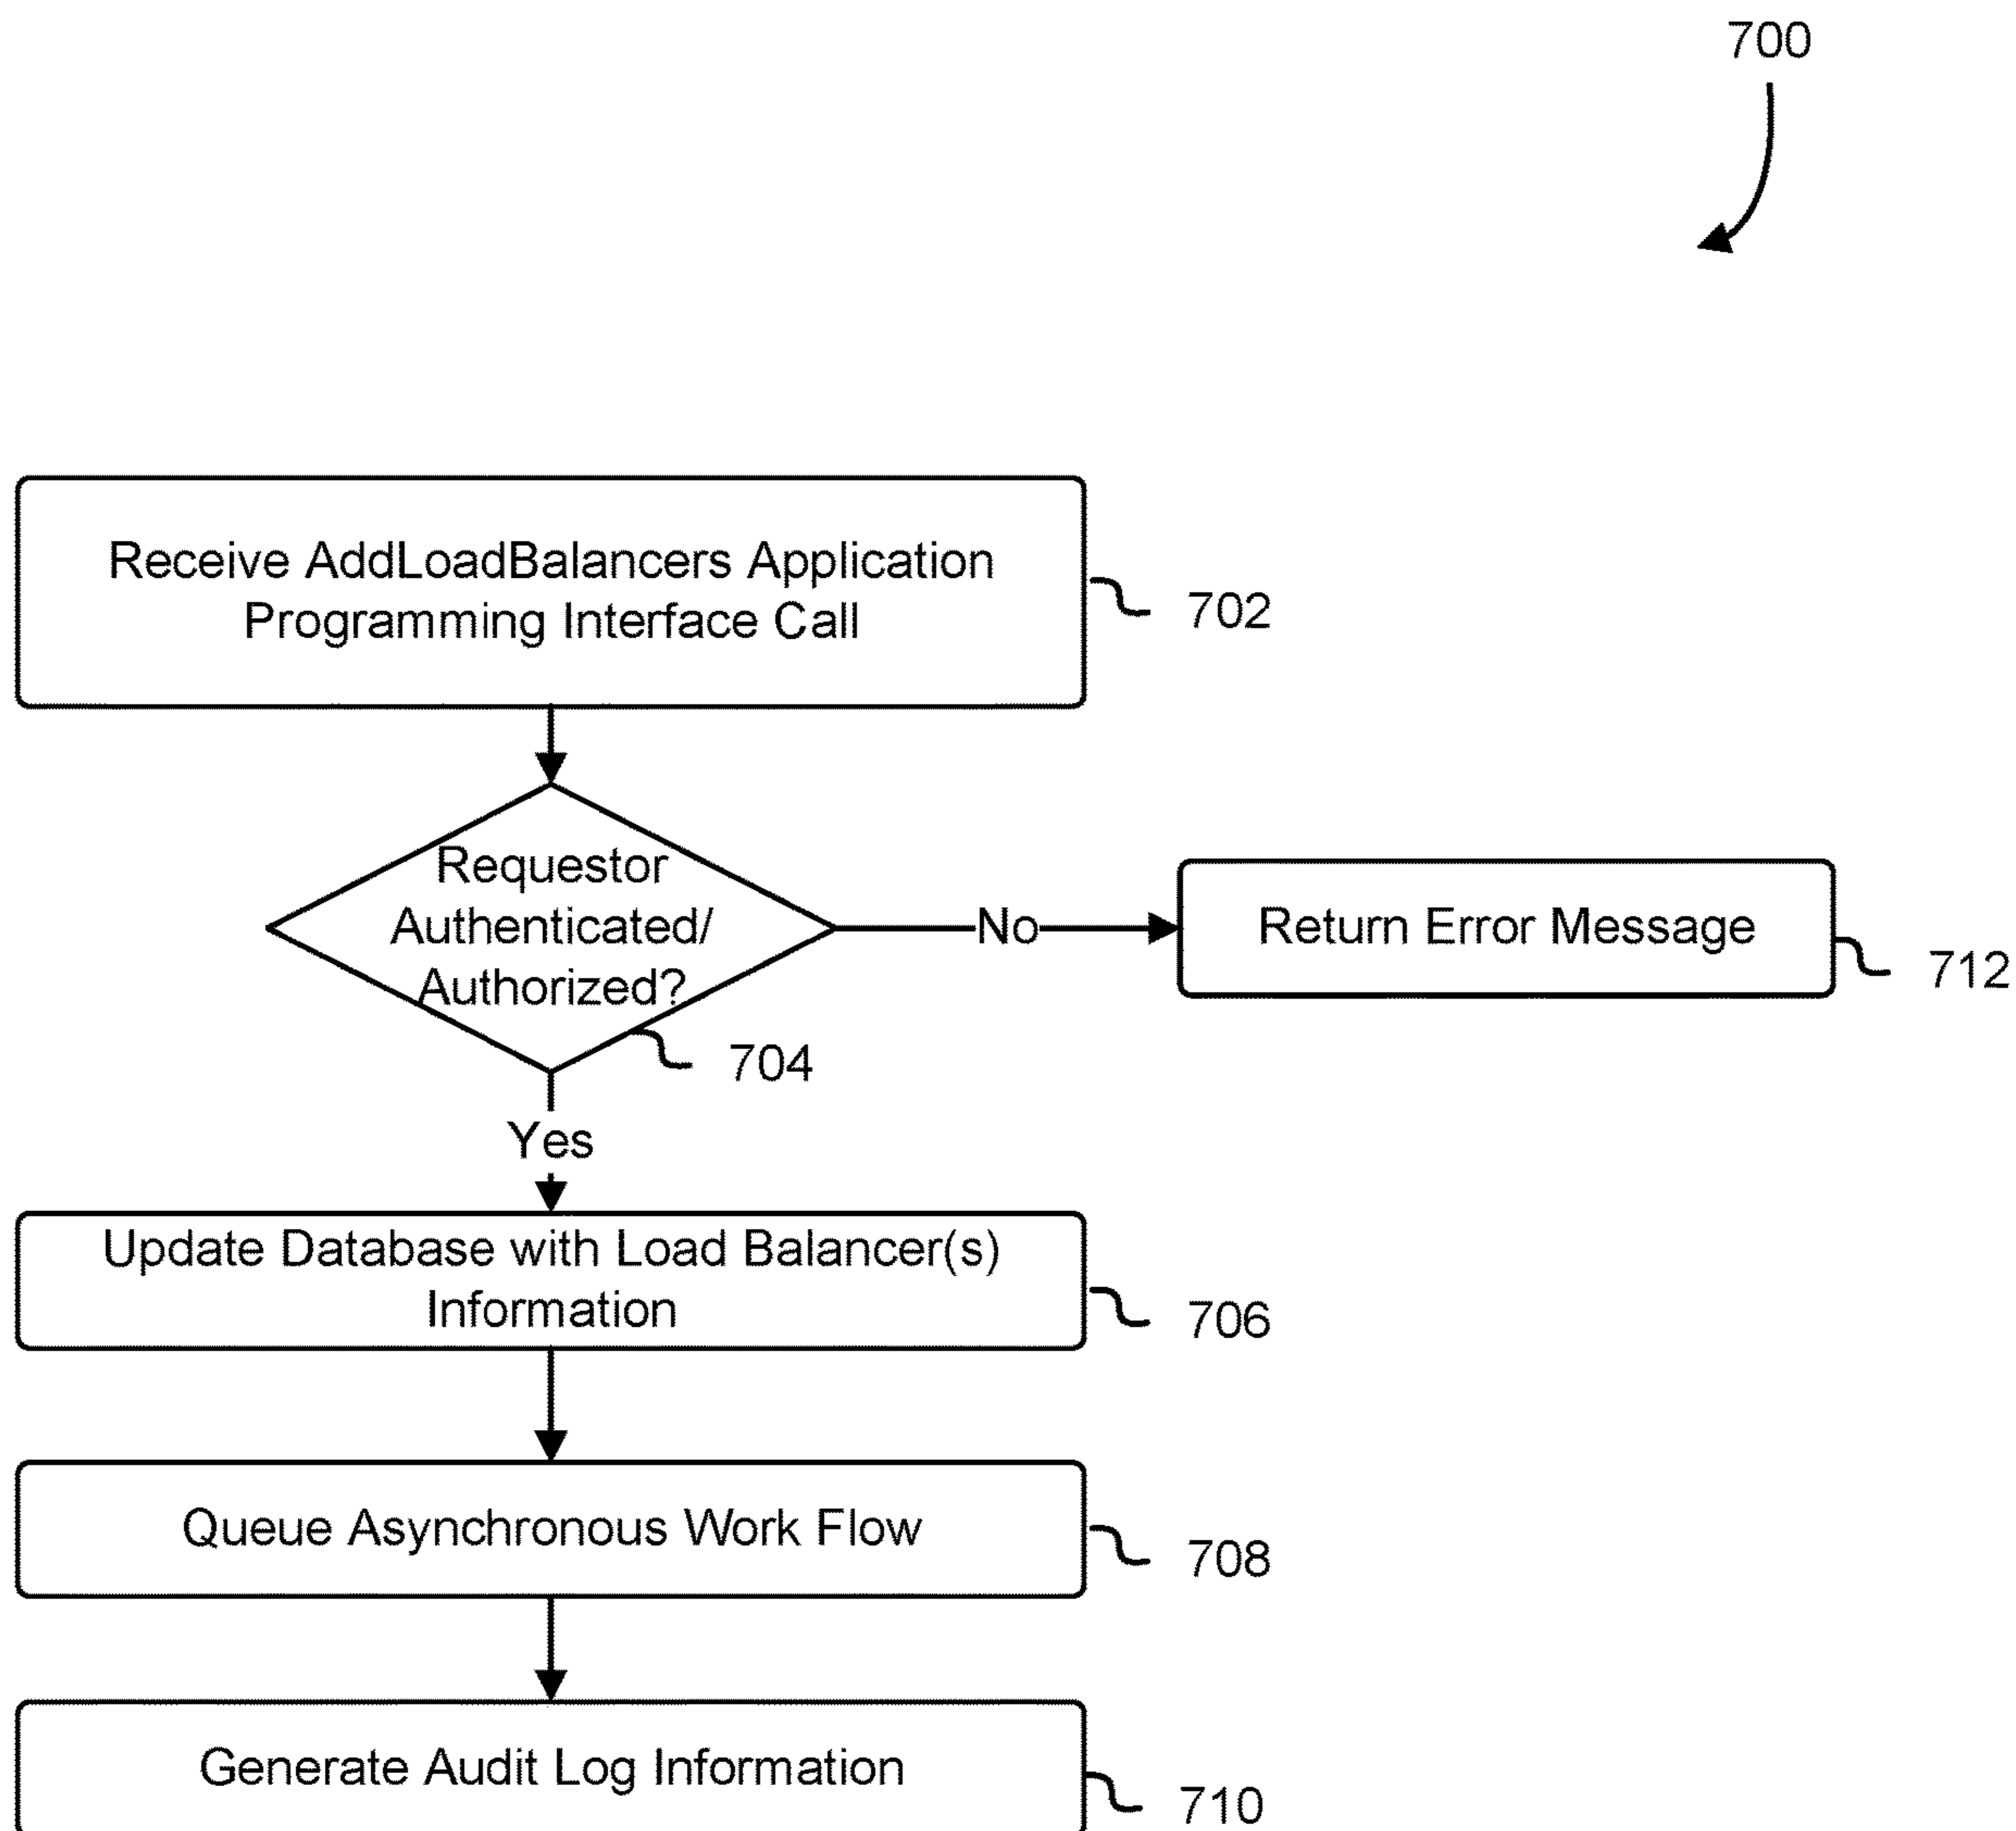 700
Receive AddLoadBalancers Application
Programming Interface Call
702
Requestor
Authenticated/
Authorized?
704
No
Return Error Message
712
Yes
Update Database with Load Balancer(s)
Information
706
Queue Asynchronous Work Flow
708
Generate Audit Log Information
710